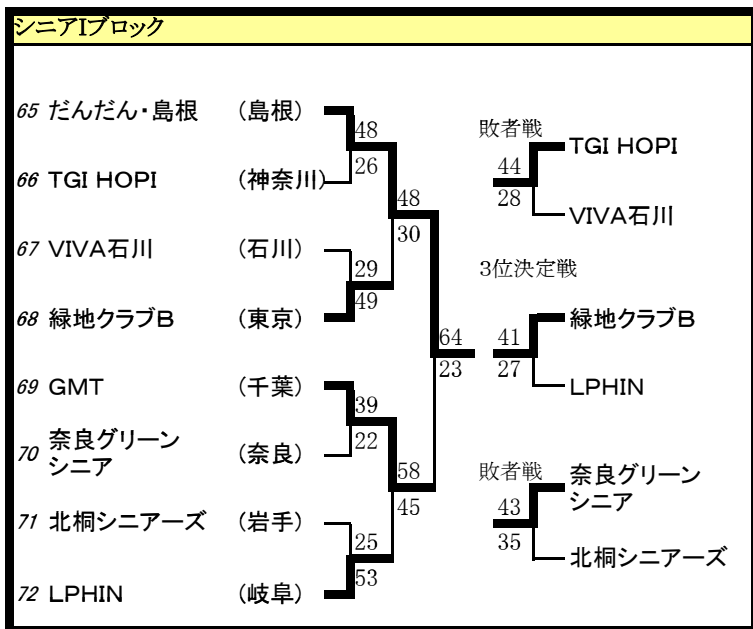 シニアIブロック
65 だんだん・島根 (島根)
48
26
66 TGI HOPI (神奈川)
48
30
67 VIVA石川 (石川)
29
49
68 緑地クラブB (東京)
64
23
69 GMT (千葉)
39
22
70 奈良グリーン
シニア (奈良)
58
45
71 北桐シニアーズ (岩手)
25
53
72 LPHIN (岐阜)
敗者戦
TGI HOPI
44
28
VIVA石川
3位決定戦
緑地クラブB
41
27
LPHIN
敗者戦
奈良グリーン
シニア
43
35
北桐シニアーズ